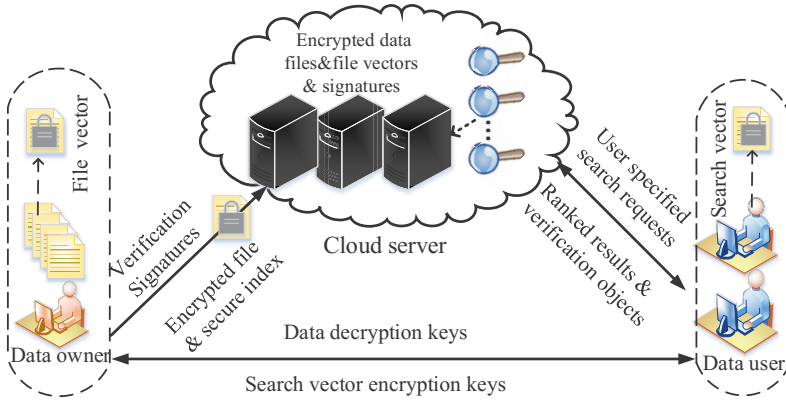 Encrypted data
files&file vectors
& signatures
File vector
Verification
Signatures
Encrypted file
& secure index
Cloud server
User specified
search requests
Ranked results &
verification objects
Search vector
Data owner
Data decryption keys
Search vector encryption keys
Data user